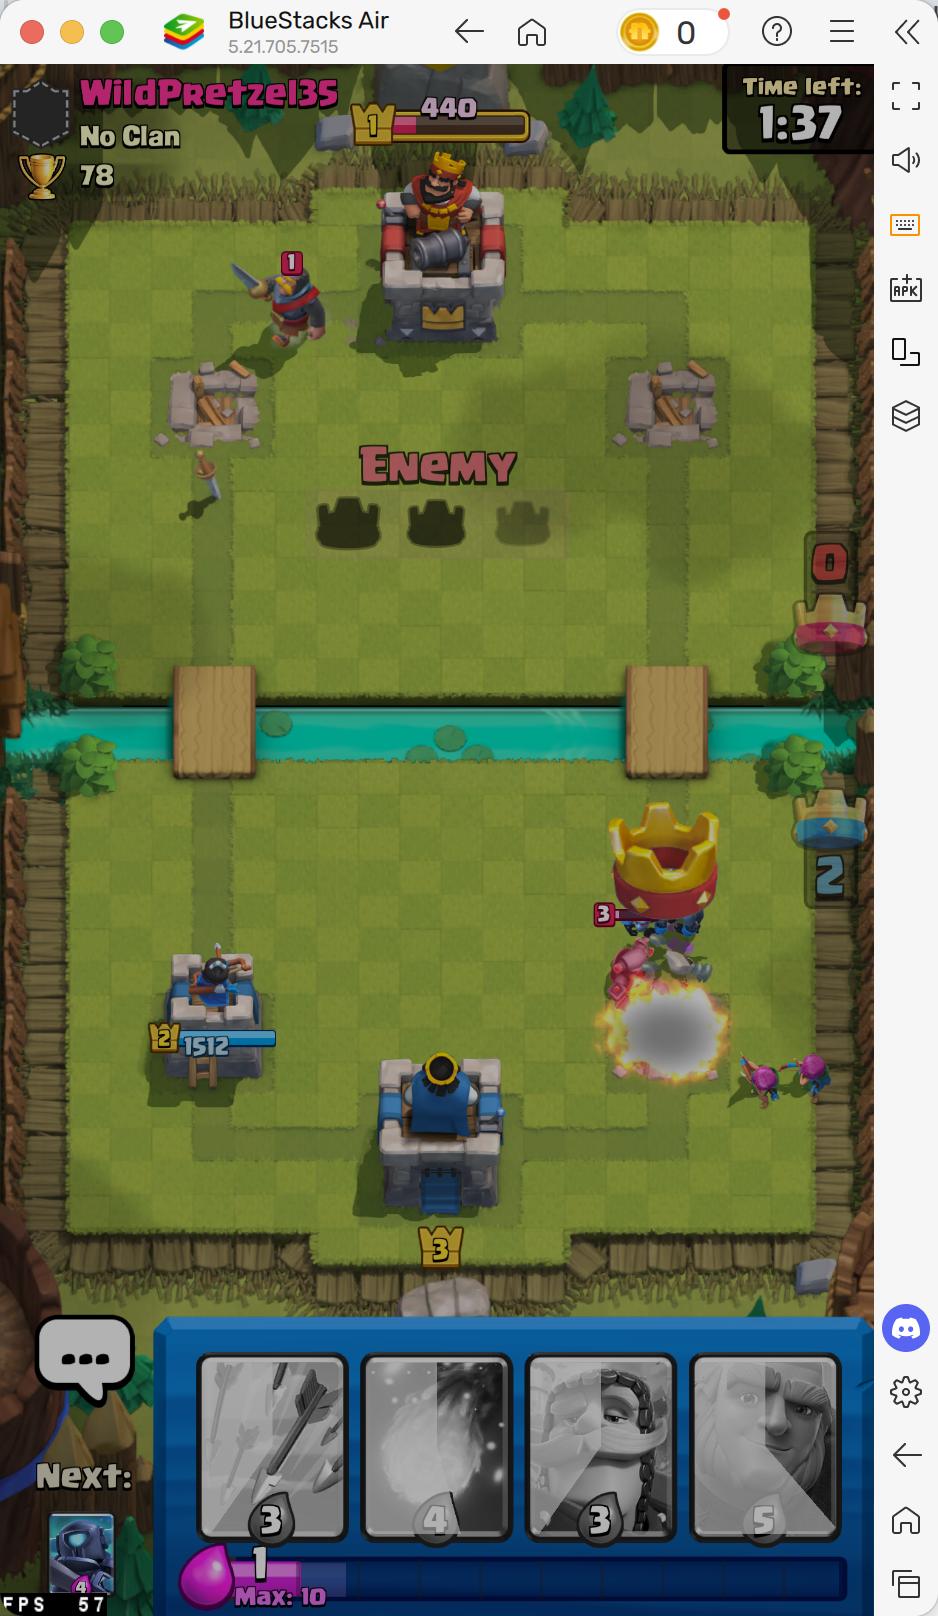 BlueStacks Air
5.21.705.7515
0
APK
WildPretzel35
No Clan
78
1
440
Time left:
1:37
1
Enemy
0
2
3
2
1512
3
...
Next:
4
3
4
3
5
1
Max: 10
FPS 57